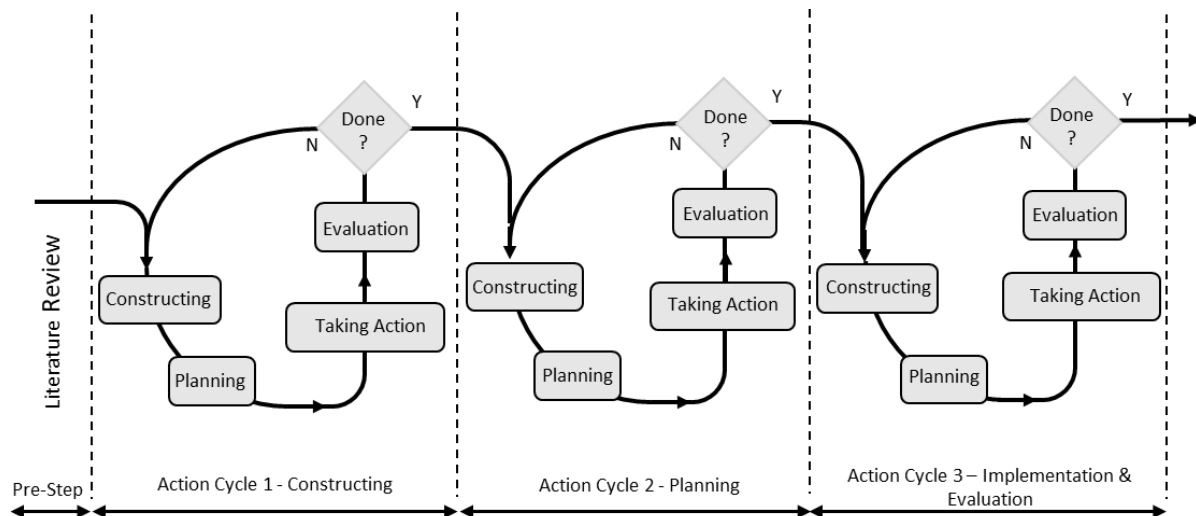 Literature Review
Pre-Step
Done
?
Y
N
Evaluation
Constructing
Taking Action
Planning
Action Cycle 1 - Constructing
Done
?
Y
N
Evaluation
Constructing
Taking Action
Planning
Action Cycle 2 - Planning
Done
?
Y
N
Evaluation
Constructing
Taking Action
Planning
Action Cycle 3 – Implementation &
Evaluation